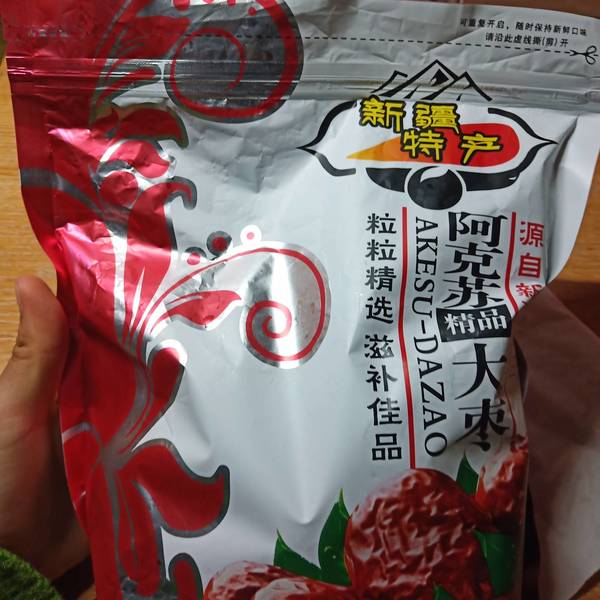 可重复开启，随时保持新鲜口味
请沿此虚线撕(剪)开
新疆
特产
源自新
阿克苏精品大枣
AKESU-DAZAO
粒粒精选 滋补佳品